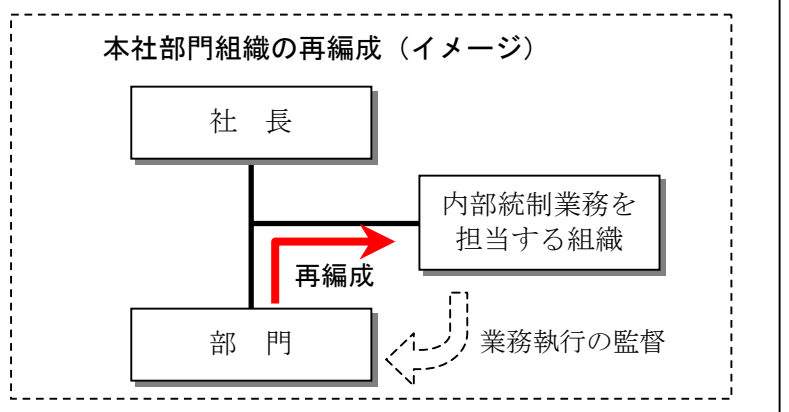 本社部門組織の再編成（イメージ）
社　長
内部統制業務を
担当する組織
再編成
部　門
業務執行の監督